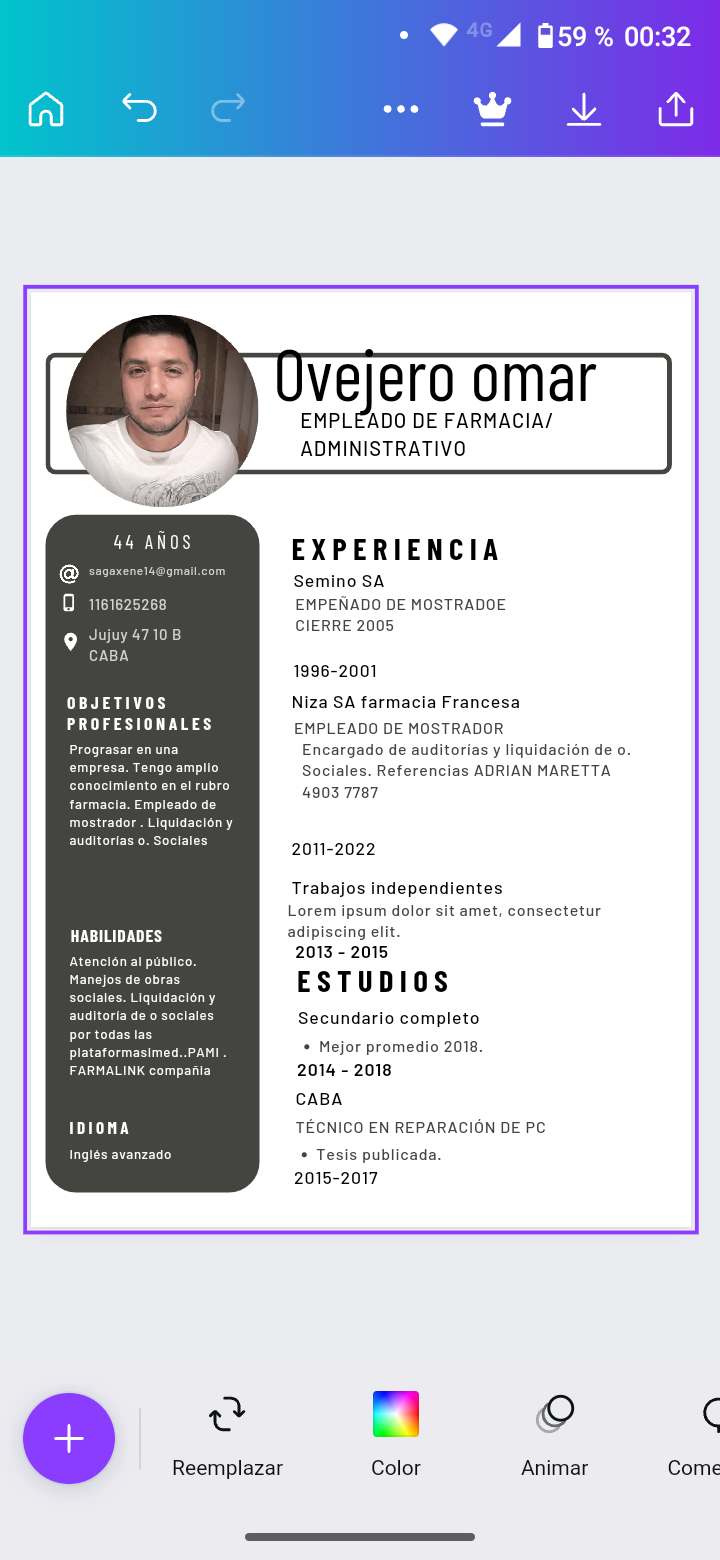 4G 59 % 00:32
Ovejero omar
EMPLEADO DE FARMACIA/
ADMINISTRATIVO
44 AÑOS
sagaxene14@gmail.com
1161625268
Jujuy 47 10 B
CABA
OBJETIVOS
PROFESIONALES
Prograsar en una
empresa. Tengo amplio
conocimiento en el rubro
farmacia. Empleado de
mostrador . Liquidación y
auditorías o. Sociales
HABILIDADES
Atención al público.
Manejos de obras
sociales. Liquidación y
auditoría de o sociales
por todas las
plataformasimed..PAMI .
FARMALINK compañia
IDIOMA
Inglés avanzado
EXPERIENCIA
Semino SA
EMPEÑADO DE MOSTRADOE
CIERRE 2005
1996-2001
Niza SA farmacia Francesa
EMPLEADO DE MOSTRADOR
Encargado de auditorías y liquidación de o.
Sociales. Referencias ADRIAN MARETTA
4903 7787
2011-2022
Trabajos independientes
Lorem ipsum dolor sit amet, consectetur
adipiscing elit.
2013 - 2015
ESTUDIOS
Secundario completo
• Mejor promedio 2018.
2014 - 2018
CABA
TÉCNICO EN REPARACIÓN DE PC
• Tesis publicada.
2015-2017
Reemplazar
Color
Animar
Come